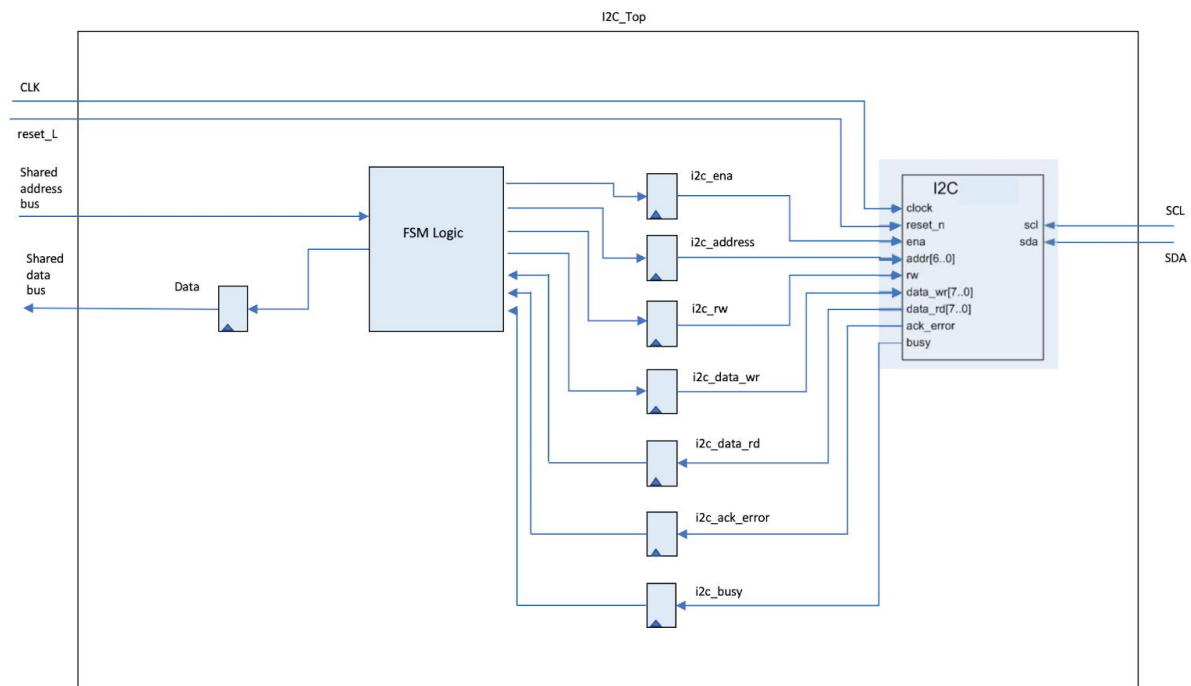 I2C_Top
CLK
reset_L
Shared
address
bus
Shared
data
bus
Data
FSM Logic
i2c_ena
i2c_address
i2c_rw
i2c_data_wr
i2c_data_rd
i2c_ack_error
i2c_busy
I2C
clock
reset_n
ena
addr[6..0]
rw
data_wr[7..0]
data_rd[7..0]
ack_error
busy
scl
sda
SCL
SDA